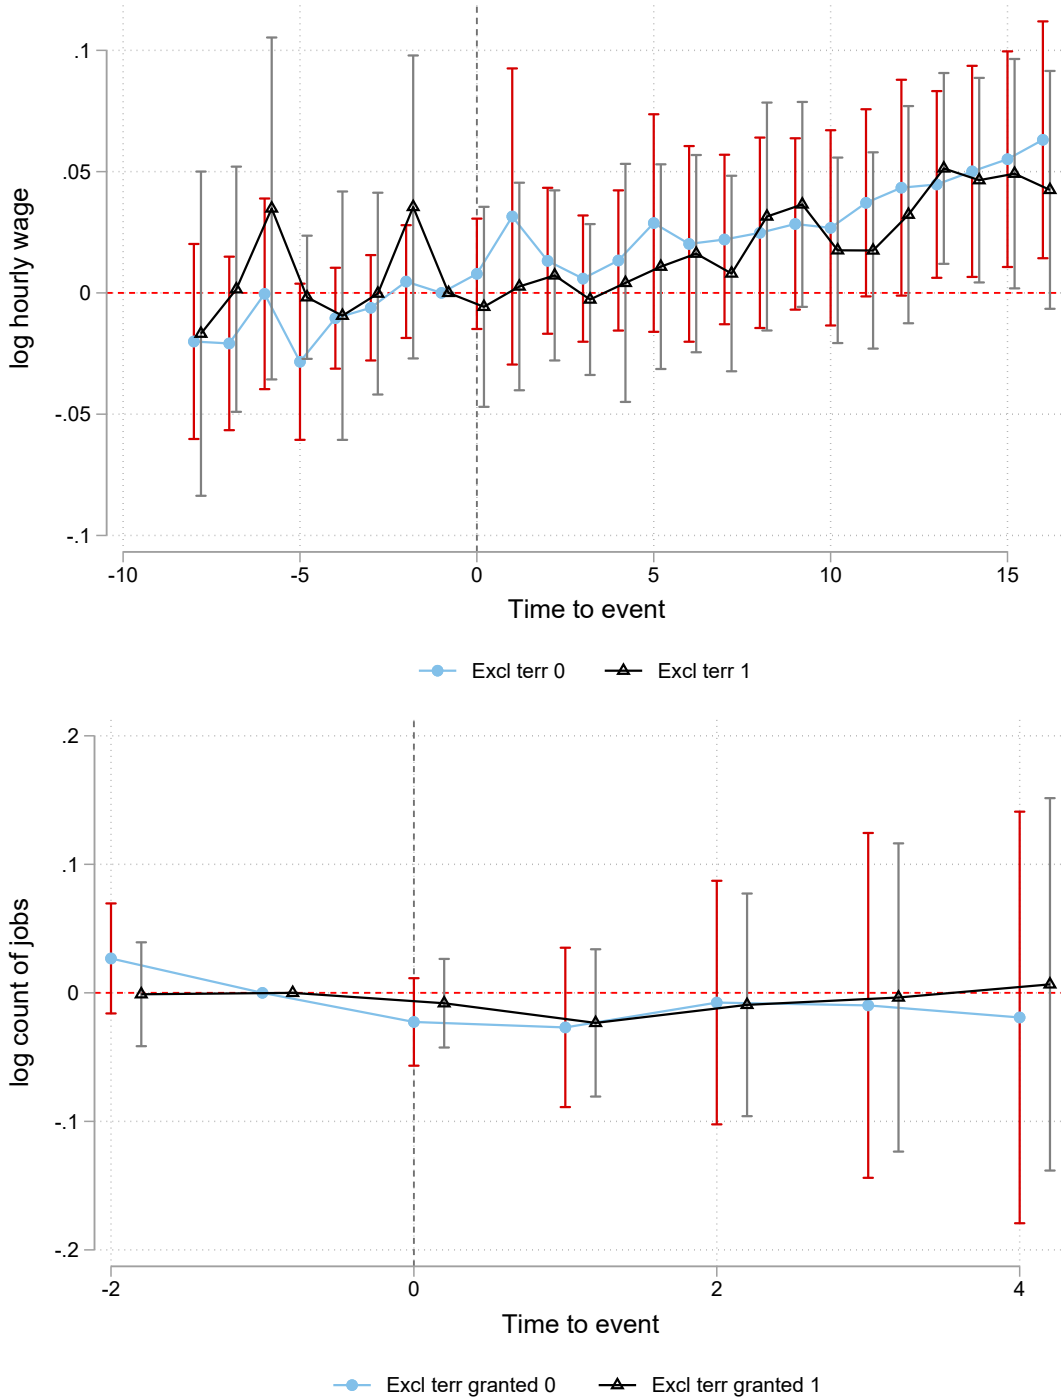 .1
.05
0
-.05
-.1
log hourly wage
-10 -5 0 5 10 15
Time to event
Excl terr 0 Excl terr 1
.2
.1
0
-.1
-.2
log count of jobs
-2 0 2 4
Time to event
Excl terr granted 0 Excl terr granted 1